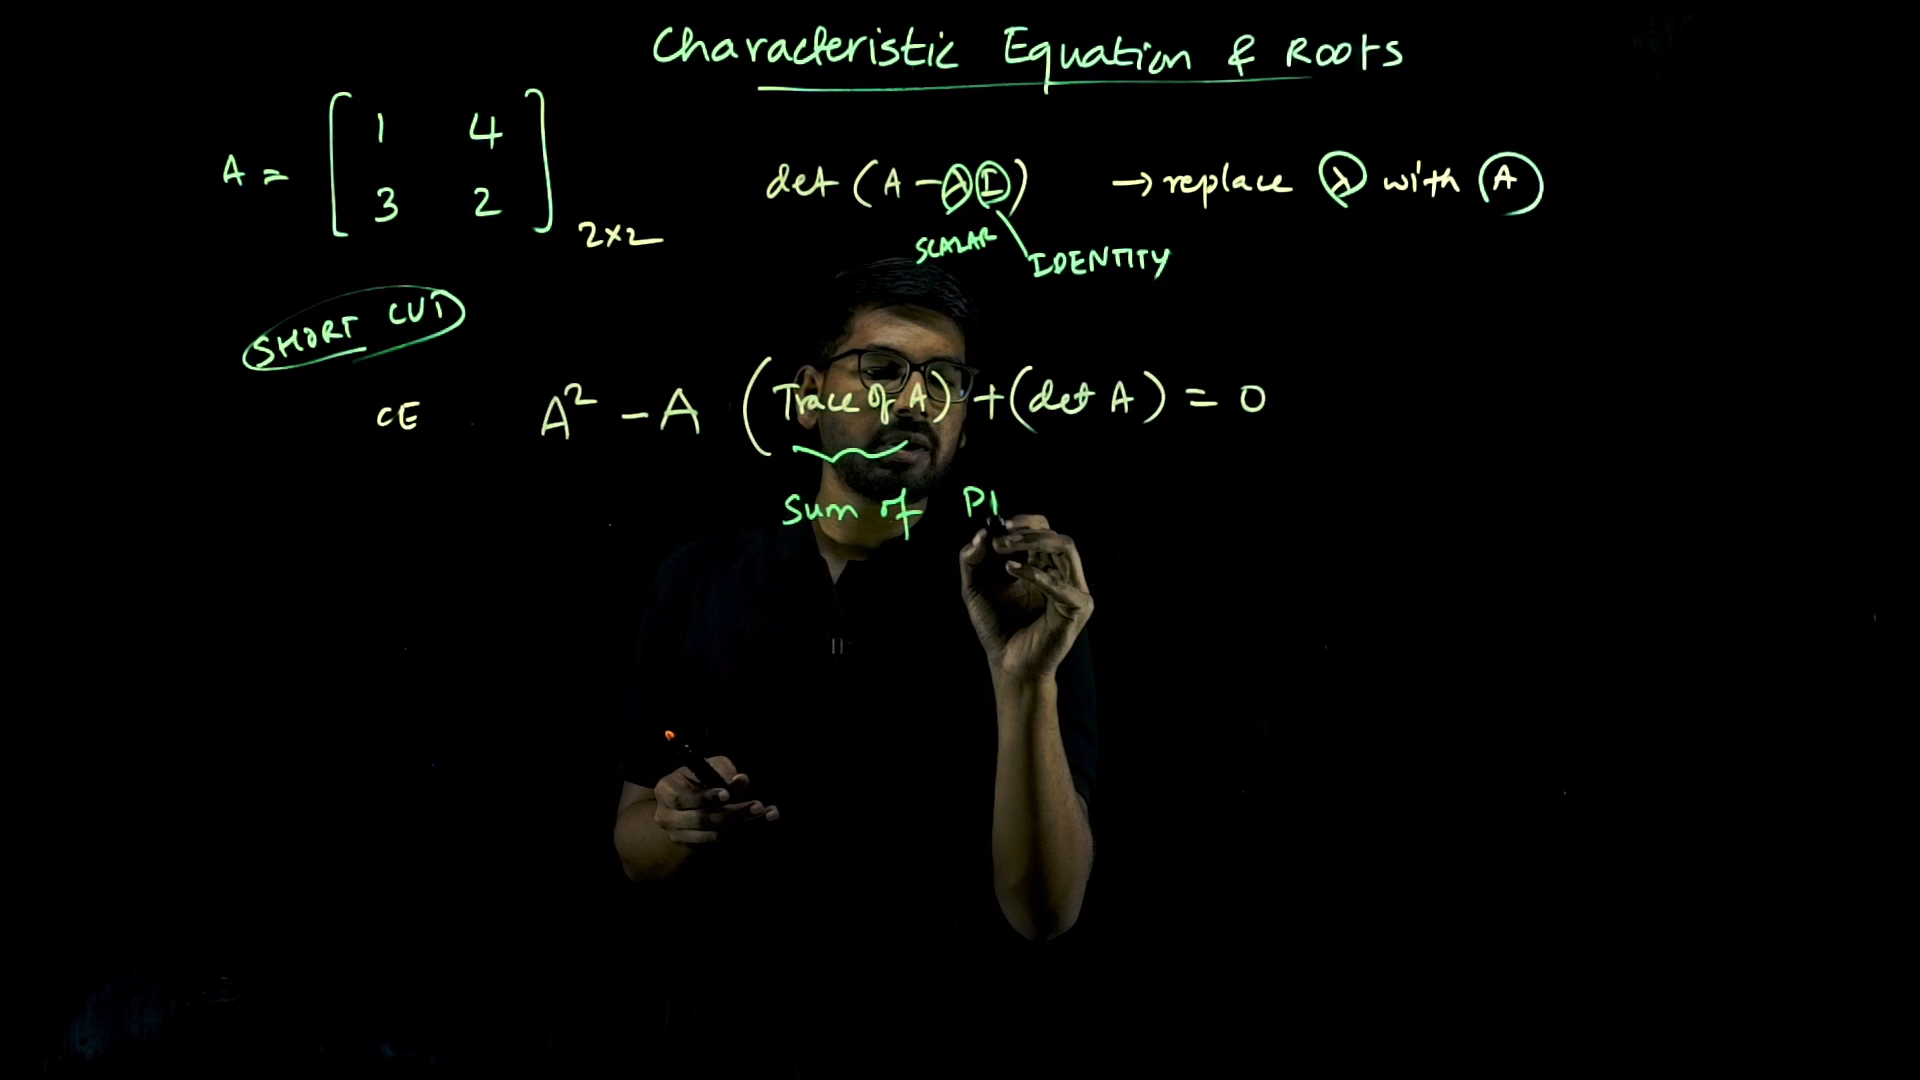 Characteristic Equation & Roots
A = [ 1 4
3 2 ] 2x2
det (A - λI) → replace λ with A
SCALAR
IDENTITY
SHORT CUT
CE A² - A (Trace of A) + (det A) = 0
Sum of